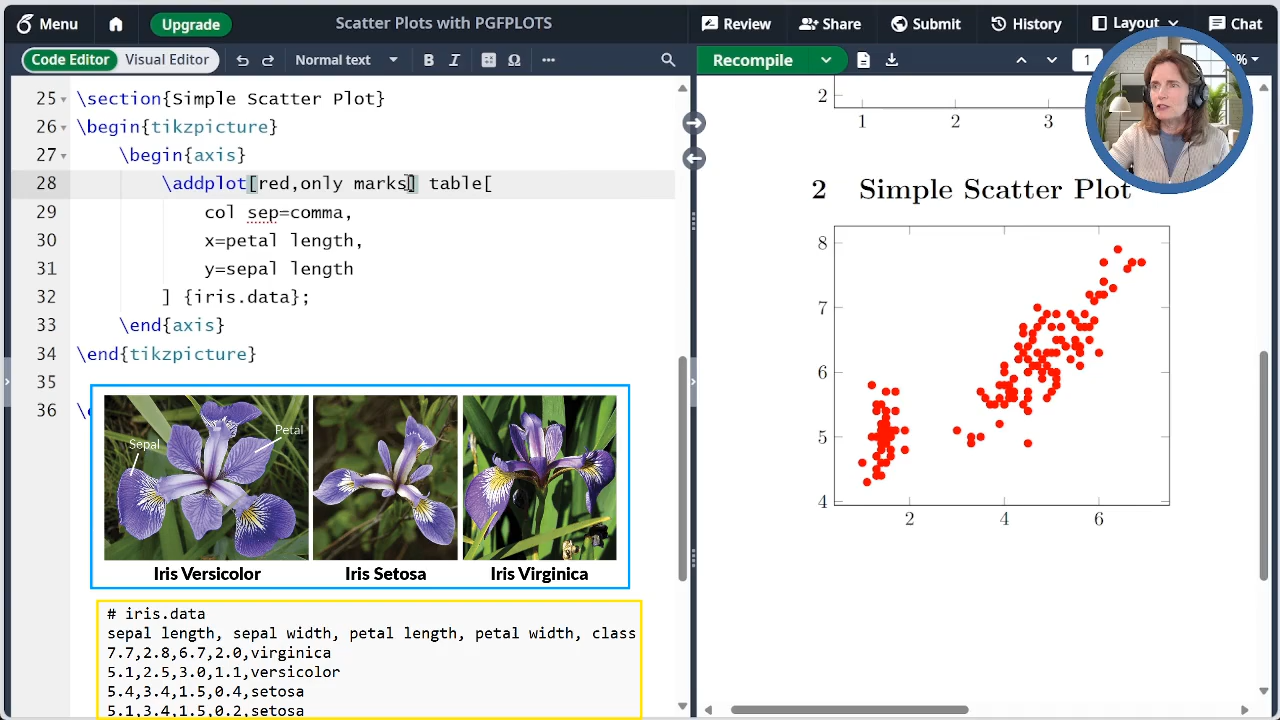 Menu
Upgrade
Scatter Plots with PGFPLOTS
Review
Share
Submit
History
Layout
Chat
Code Editor
Visual Editor
Normal text
B
I
Ω
Recompile
1
25 \section{Simple Scatter Plot}
26 \begin{tikzpicture}
27 \begin{axis}
28 \addplot[red,only marks] table[
29 col sep=comma,
30 x=petal length,
31 y=sepal length
32 ] {iris.data};
33 \end{axis}
34 \end{tikzpicture}
35
36
Sepal
Petal
Iris Versicolor
Iris Setosa
Iris Virginica
# iris.data
sepal length, sepal width, petal length, petal width, class
7.7,2.8,6.7,2.0,virginica
5.1,2.5,3.0,1.1,versicolor
5.4,3.4,1.5,0.4,setosa
5.1,3.4,1.5,0.2,setosa
2
1 2 3
2 Simple Scatter Plot
8
7
6
5
4
2 4 6